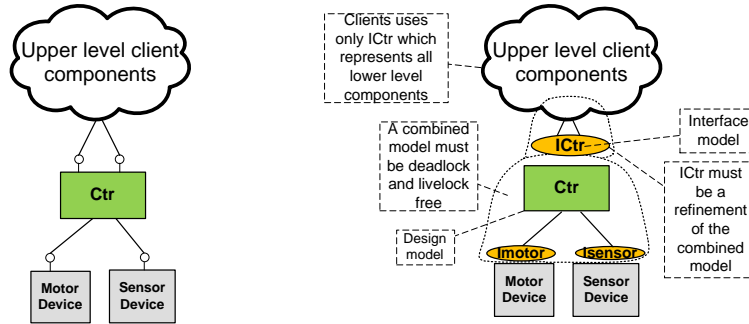 Upper level client
components
Ctr
Motor
Device
Sensor
Device
Clients uses
only ICtr which
represents all
lower level
components
Upper level client
components
A combined
model must
be deadlock
and livelock
free
ICtr
Interface
model
Ctr
ICtr must
be a
refinement
of the
combined
model
Design
model
Imotor
Isensor
Motor
Device
Sensor
Device